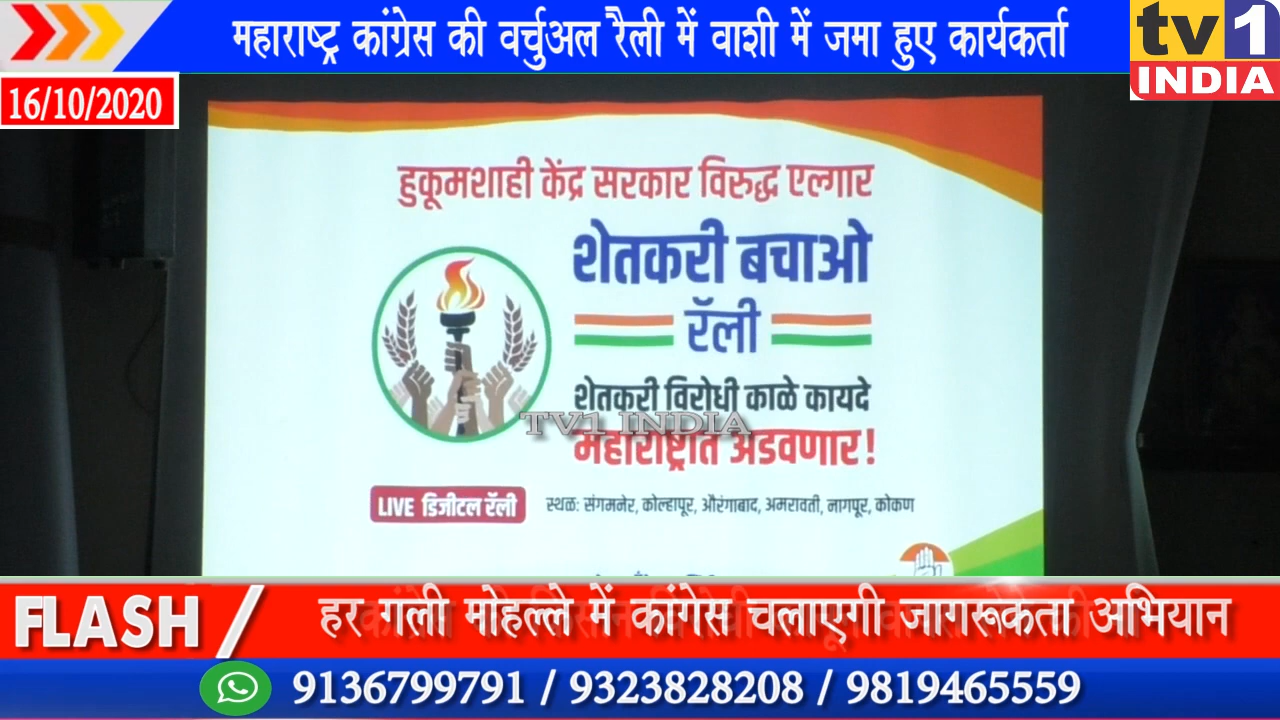 महाराष्ट्र कांग्रेस की वर्चुअल रैली में वाशी में जमा हुए कार्यकर्ता
tv1
INDIA
16/10/2020
हुकूमशाही केंद्र सरकार विरुद्ध एल्गार
शेतकरी बचाओ
रॅली
शेतकरी विरोधी काळे कायदे
TV1 INDIA
महाराष्ट्रात अडवणार!
LIVE डिजीटल रॅली
स्थळ: संगमनेर, कोल्हापूर, औरंगाबाद, अमरावती, नागपूर, कोकण
FLASH / हर गली मोहल्ले में कांगेस चलाएगी जागरूकता अभियान
9136799791 / 9323828208 / 9819465559